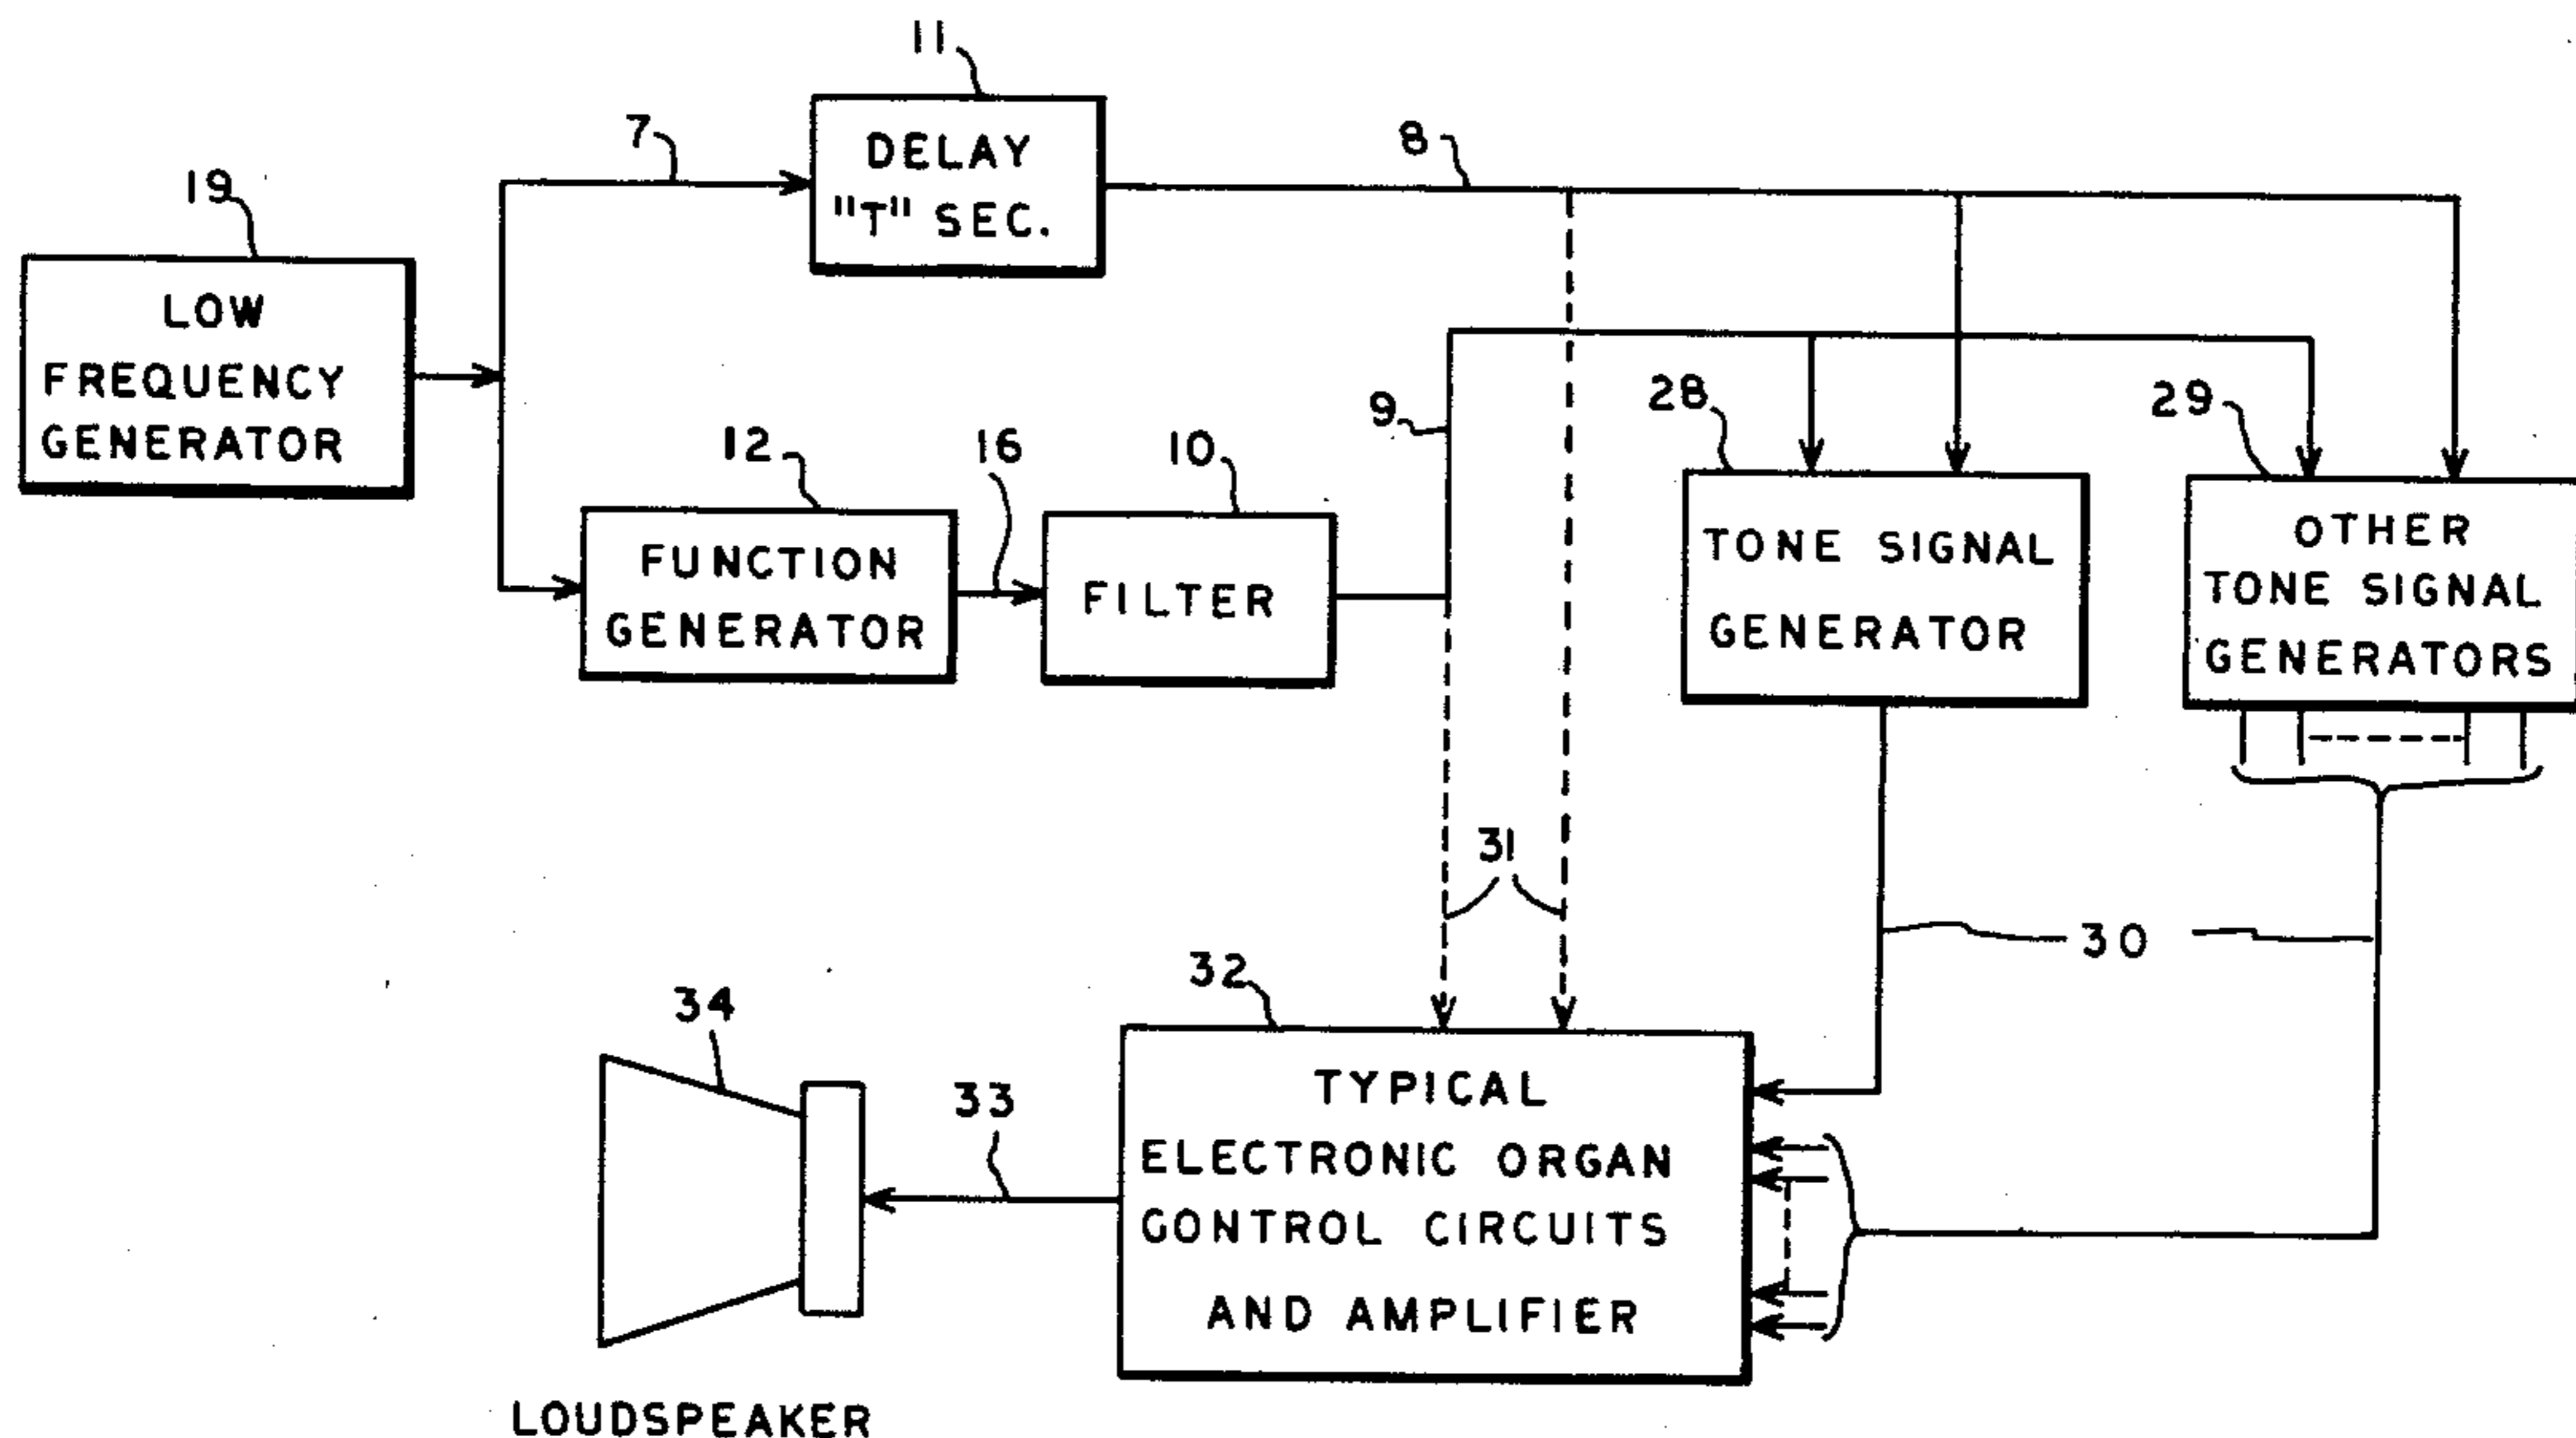 11
DELAY
"T" SEC.
7
8
19
LOW
FREQUENCY
GENERATOR
12
FUNCTION
GENERATOR
16
10
FILTER
9
28
TONE SIGNAL
GENERATOR
29
OTHER
TONE SIGNAL
GENERATORS
31
30
32
TYPICAL
ELECTRONIC ORGAN
GONTROL CIRCUITS
AND AMPLIFIER
33
34
LOUDSPEAKER